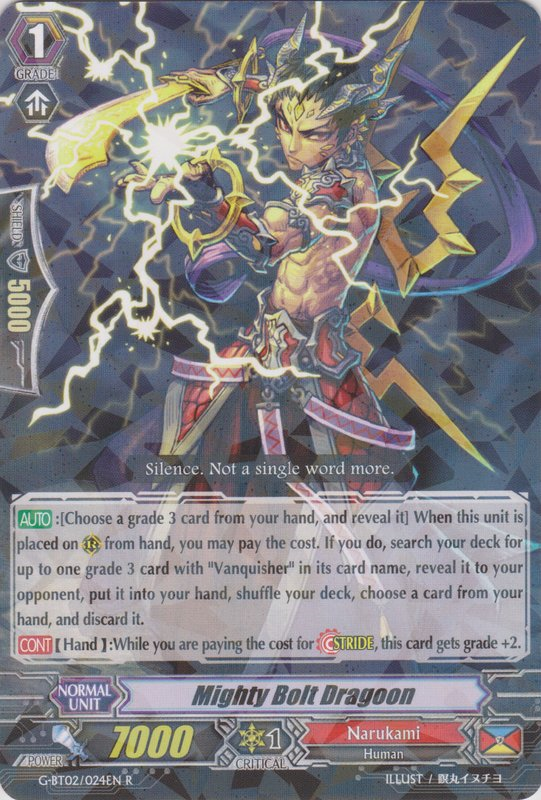 1
GRADE
SHIELD
5000
Silence. Not a single word more.
AUTO :[Choose a grade 3 card from your hand, and reveal it] When this unit is
placed on from hand, you may pay the cost. If you do, search your deck for
up to one grade 3 card with "Vanquisher" in its card name, reveal it to your
opponent, put it into your hand, shuffle your deck, choose a card from your
hand, and discard it.
CONT【Hand】:While you are paying the cost for STRIDE, this card gets grade +2.
NORMAL
UNIT
Mighty Bolt Dragoon
POWER
7000
1
CRITICAL
Narukami
Human
G-BT02/024EN R
ILLUST / 眼丸イヌチヨ